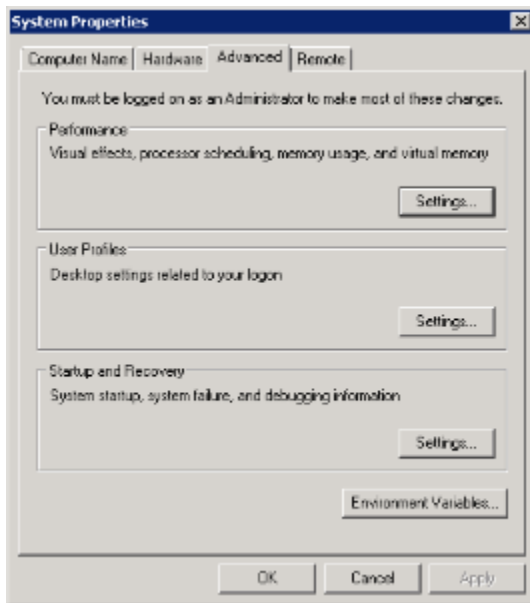 System Properties
Computer Name Hardware Advanced Remote
You must be logged on as an Administrator to make most of these changes.
Performance
Visual effects, processor scheduling, memory usage, and virtual memory
Settings...
User Profiles
Desktop settings related to your logon
Settings...
Startup and Recovery
System startup, system failure, and debugging information
Settings...
Environment Variables...
OK Cancel Apply